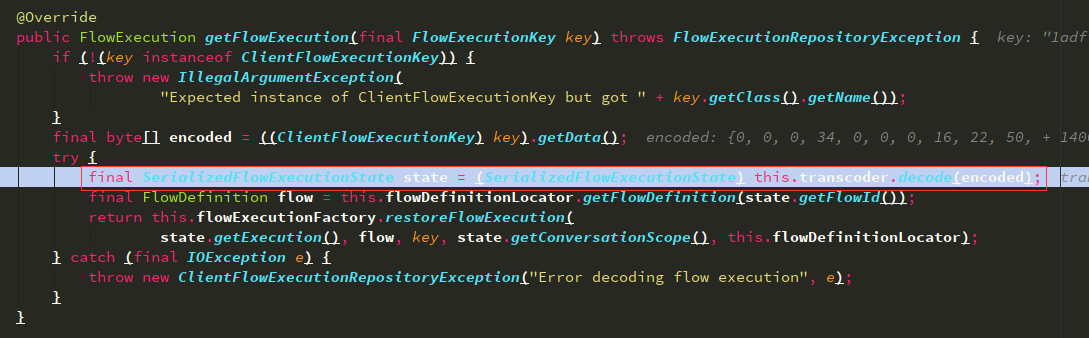 @Override
public FlowExecution getFlowExecution(final FlowExecutionKey key) throws FlowExecutionRepositoryException {  key: "1adf
    if (!(key instanceof ClientFlowExecutionKey)) {
        throw new IllegalArgumentException(
                "Expected instance of ClientFlowExecutionKey but got " + key.getClass().getName());
    }
    final byte[] encoded = ((ClientFlowExecutionKey) key).getData();  encoded: {0, 0, 0, 34, 0, 0, 0, 16, 22, 50, + 140
    try {
        final SerializedFlowExecutionState state = (SerializedFlowExecutionState) this.transcoder.decode(encoded);  tra
        final FlowDefinition flow = this.flowDefinitionLocator.getFlowDefinition(state.getFlowId());
        return this.flowExecutionFactory.restoreFlowExecution(
                state.getExecution(), flow, key, state.getConversationScope(), this.flowDefinitionLocator);
    } catch (final IOException e) {
        throw new ClientFlowExecutionRepositoryException("Error decoding flow execution", e);
    }
}